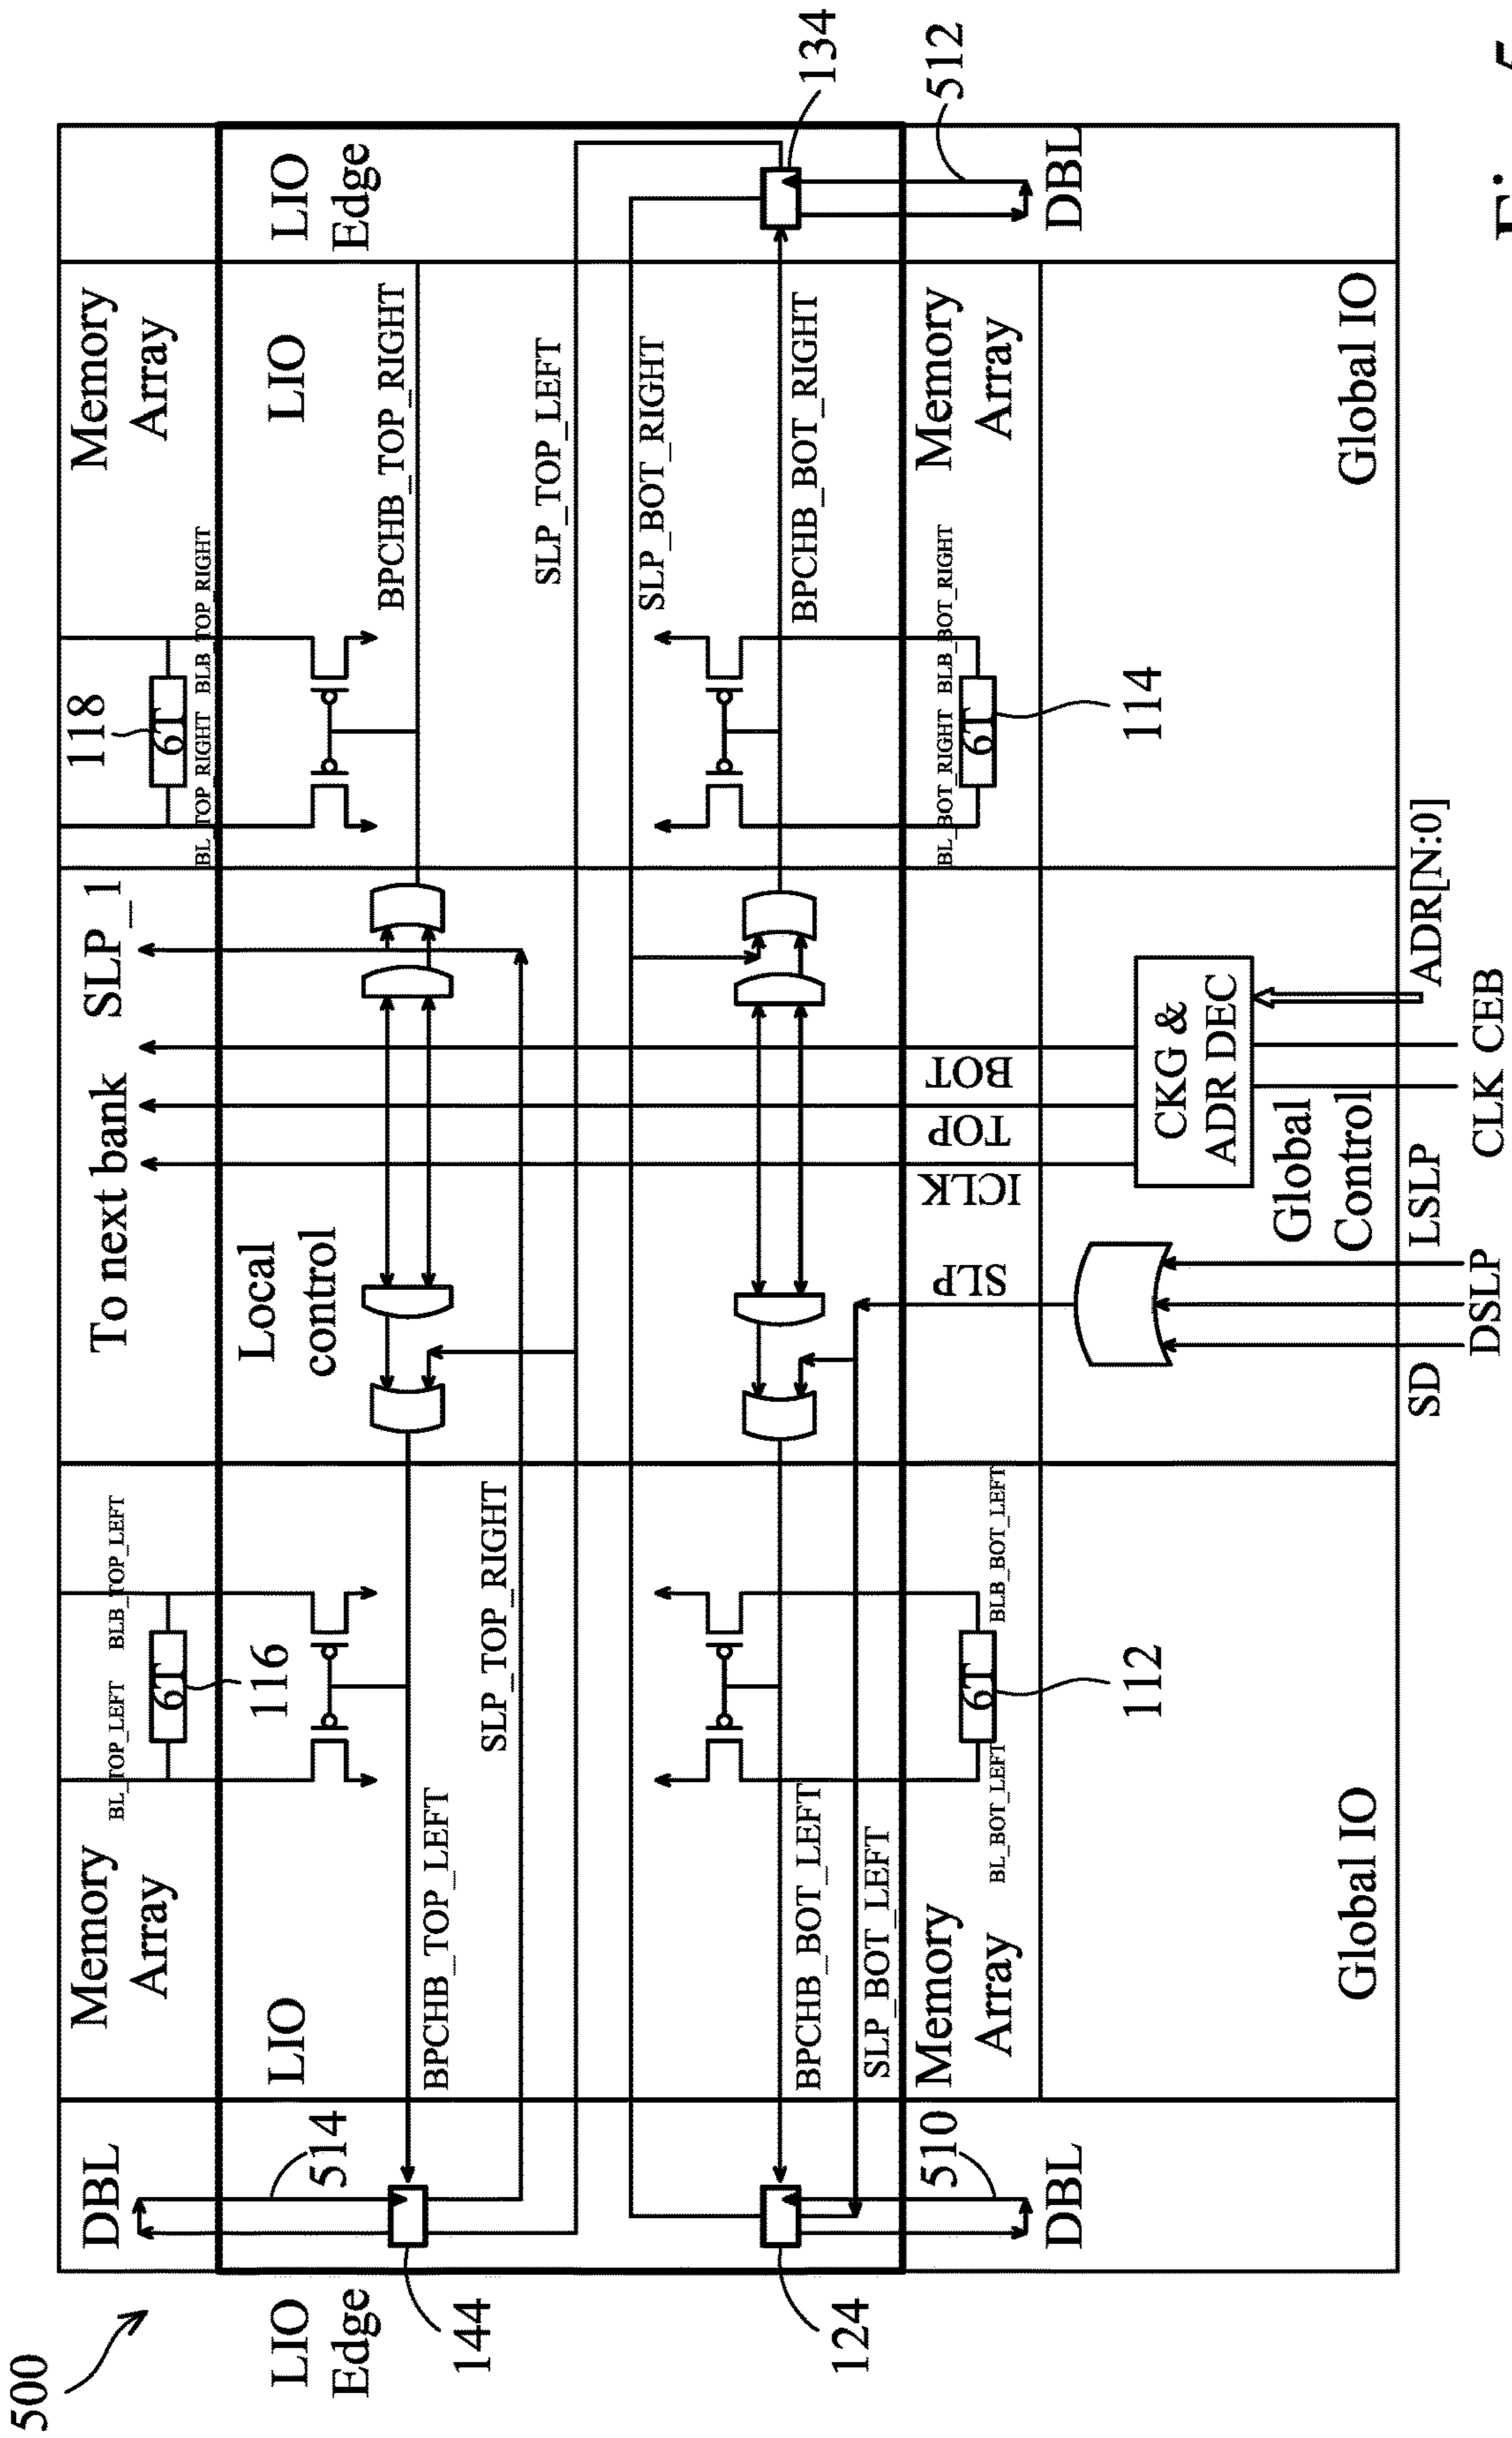 500
DBL
Memory
Array
BL_TOP_LEFT
BLB_TOP_LEFT
6T
116
To next bank
SLP_1
118
6T
BL_TOP_RIGHT
BLB_TOP_RIGHT
Memory
Array
LIO
Edge
514
144
LIO
BPCHB_TOP_LEFT
SLP_TOP_RIGHT
Local
control
LIO
BPCHB_TOP_RIGHT
SLP_TOP_LEFT
SLP_BOT_RIGHT
LIO
Edge
124
BPCHB_BOT_LEFT
SLP_BOT_LEFT
BPCHB_BOT_RIGHT
134
510
DBL
Memory
Array
BL_BOT_LEFT
BLB_BOT_LEFT
6T
112
SLP
ICLK
TOP
BOT
BL_BOT_RIGHT
BLB_BOT_RIGHT
6T
114
Memory
Array
512
DBL
CKG &
ADR DEC
Global
Control
Global IO
Global IO
SD
DSLP
LSLP
CLK
CEB
ADR[N:0]